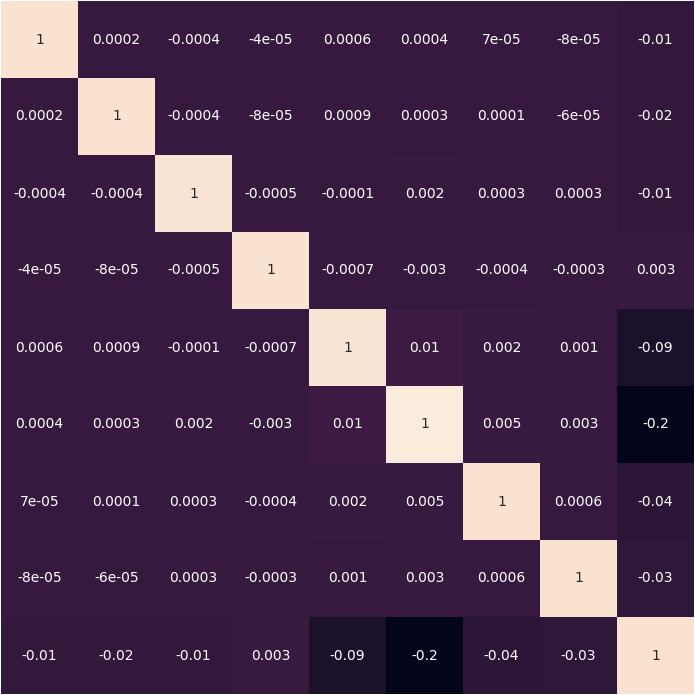 1 0.0002 -0.0004 -4e-05 0.0006 0.0004 7e-05 -8e-05 -0.01
0.0002 1 -0.0004 -8e-05 0.0009 0.0003 0.0001 -6e-05 -0.02
-0.0004 -0.0004 1 -0.0005 -0.0001 0.002 0.0003 0.0003 -0.01
-4e-05 -8e-05 -0.0005 1 -0.0007 -0.003 -0.0004 -0.0003 0.003
0.0006 0.0009 -0.0001 -0.0007 1 0.01 0.002 0.001 -0.09
0.0004 0.0003 0.002 -0.003 0.01 1 0.005 0.003 -0.2
7e-05 0.0001 0.0003 -0.0004 0.002 0.005 1 0.0006 -0.04
-8e-05 -6e-05 0.0003 -0.0003 0.001 0.003 0.0006 1 -0.03
-0.01 -0.02 -0.01 0.003 -0.09 -0.2 -0.04 -0.03 1